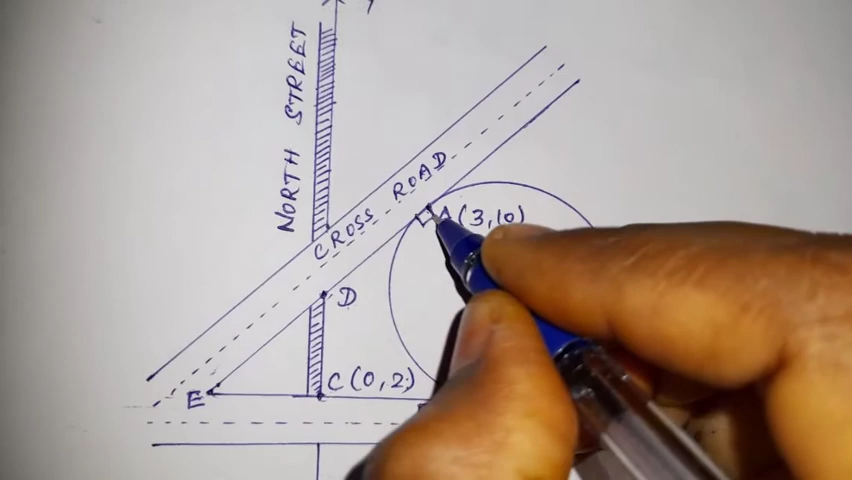 NORTH STREET
CROSS ROAD
A(3,10)
D
C(0,2)
E